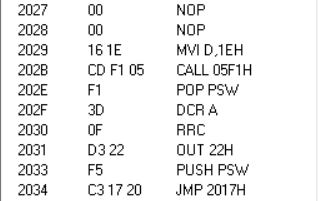 2027 00 NOP
2028 00 NOP
2029 16 1E MVI D,1EH
202B CD F1 05 CALL 05F1H
202E F1 POP PSW
202F 3D DCR A
2030 0F RRC
2031 D3 22 OUT 22H
2033 F5 PUSH PSW
2034 C3 17 20 JMP 2017H